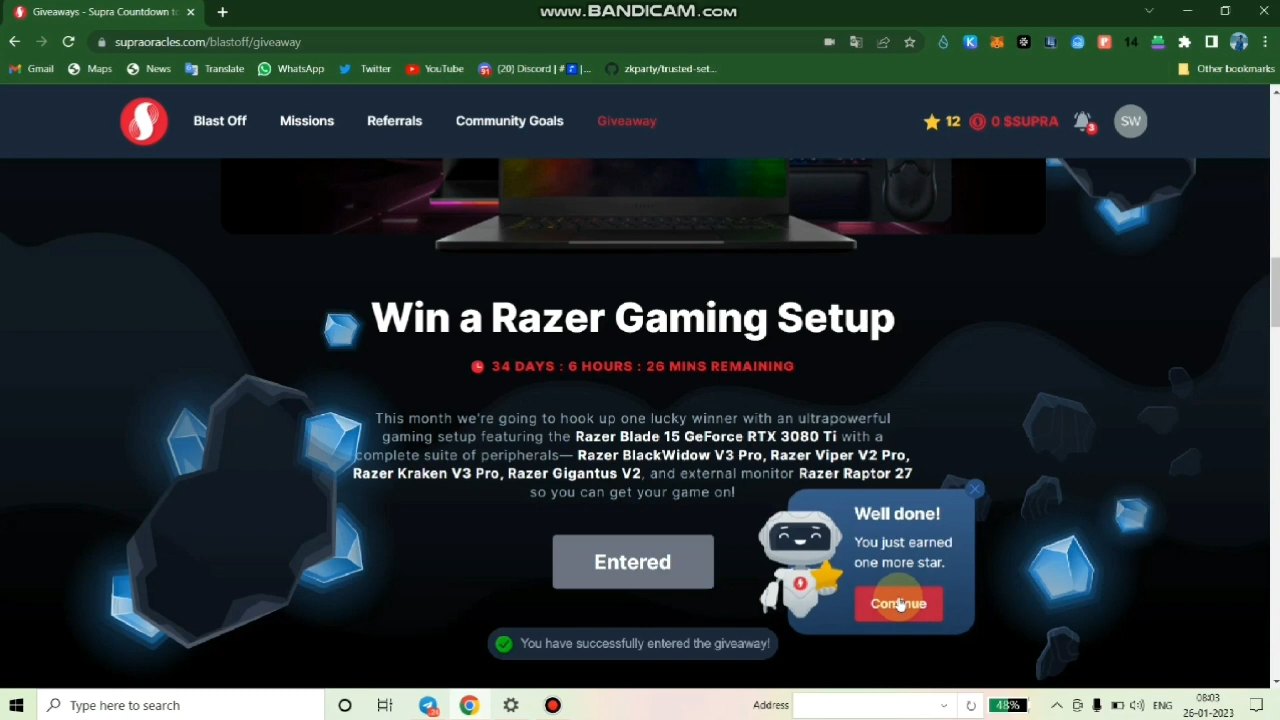 Giveaways - Supra Countdown to
www.BANDICAM.com
supraoracles.com/blastoff/giveaway
14
Gmail Maps News Translate WhatsApp Twitter YouTube (20) Discord | #🎵|... zkparty/trusted-set... Other bookmarks
Blast Off Missions Referrals Community Goals Giveaway 12 0 $SUPRA 3 SW
Win a Razer Gaming Setup
34 DAYS : 6 HOURS : 26 MINS REMAINING
This month we're going to hook up one lucky winner with an ultrapowerful
gaming setup featuring the Razer Blade 15 GeForce RTX 3080 Ti with a
complete suite of peripherals— Razer BlackWidow V3 Pro, Razer Viper V2 Pro,
Razer Kraken V3 Pro, Razer Gigantus V2, and external monitor Razer Raptor 27
so you can get your game on!
Well done!
You just earned
one more star.
Continue
Entered
You have successfully entered the giveaway!
Type here to search Address 48% ENG 08:03
26-01-2023